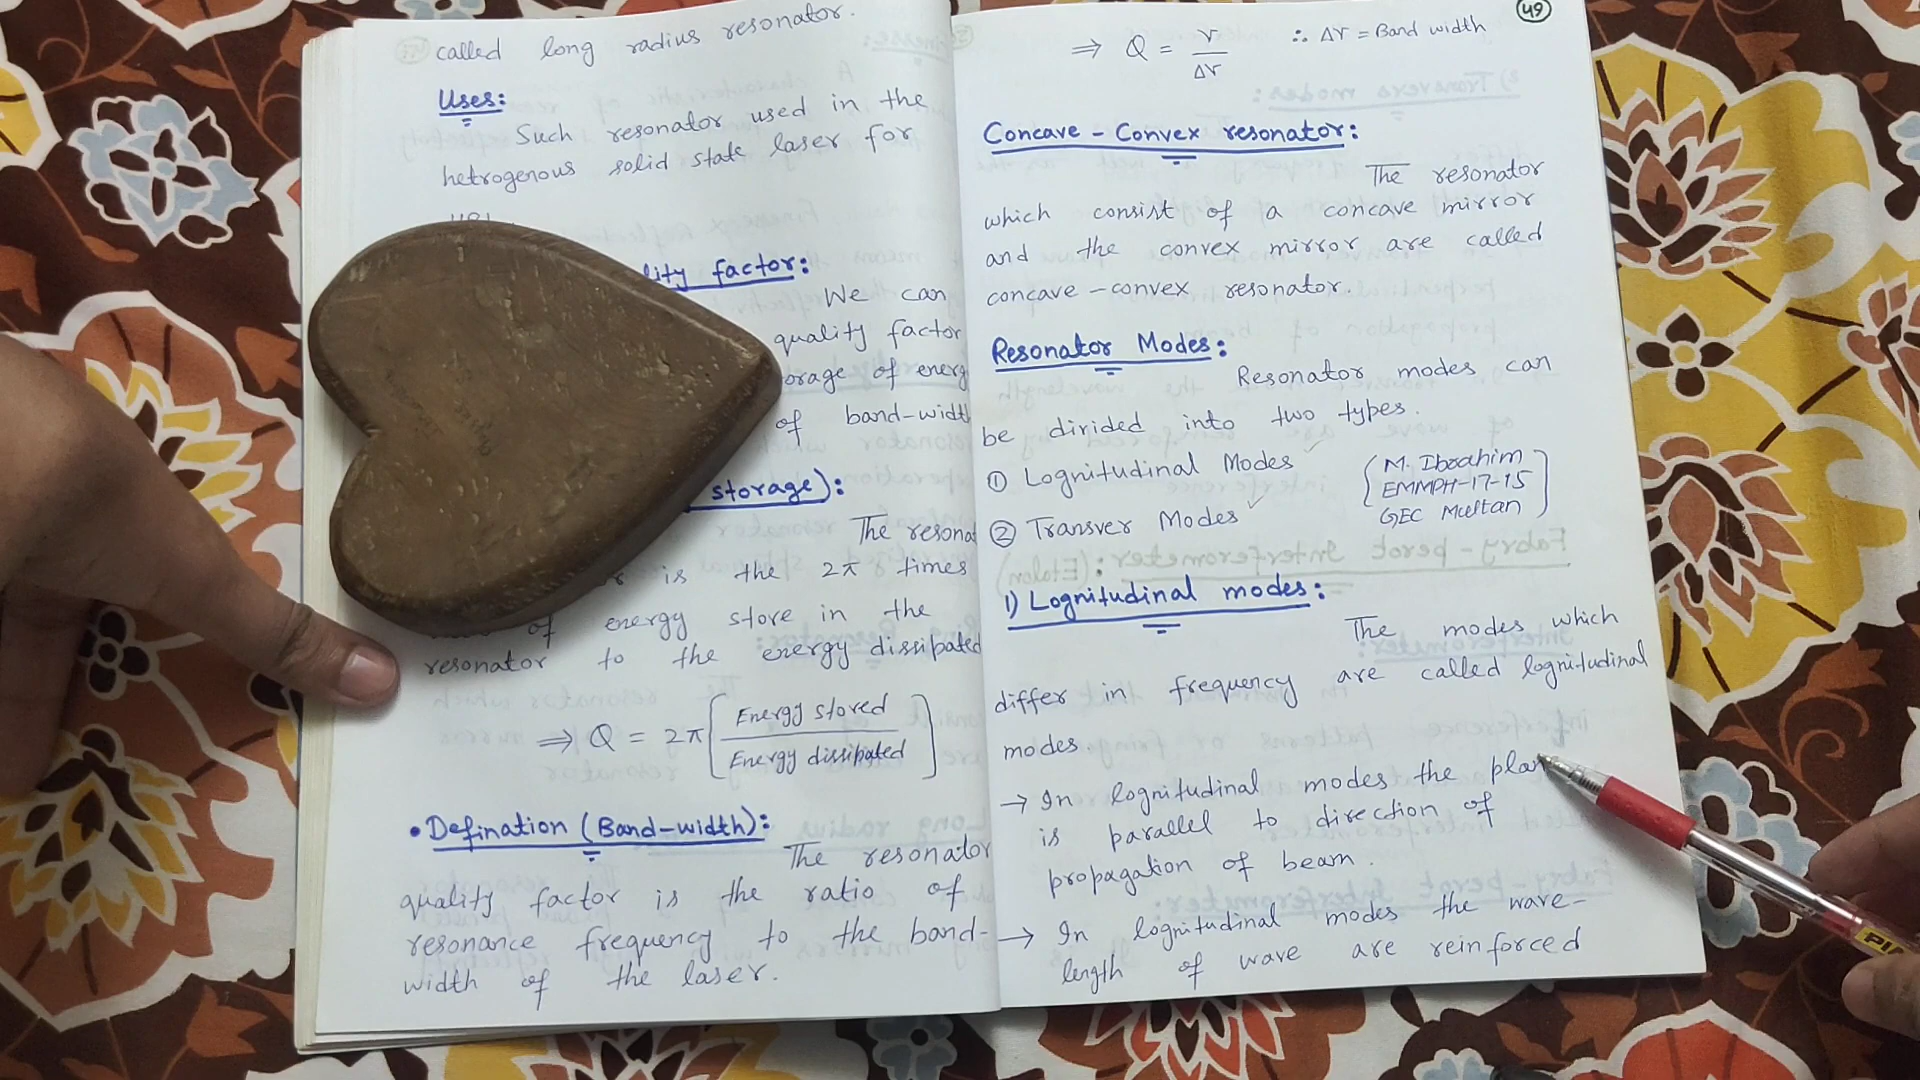 called long radius resonator.
Uses:
Such resonator used in the
hetrogenous solid state laser for
lity factor:
We can
quality factor
orage of energ
of band-widt
storage):
The resona
is the 2π times
of energy store in the
resonator to the energy dissipated
⇒ Q = 2π [Energy stored / Energy dissipated]
• Defination (Band-width):
The resonator
quality factor is the ratio of
resonance frequency to the band-
width of the laser.
49
⇒ Q = ν / Δν ∴ Δν = Band width
Concave - Convex resonator:
The resonator
which consist of a concave mirror
and the convex mirror are called
concave - convex resonator.
Resonator Modes:
Resonator modes can
be divided into two types.
① Lognitudinal Modes ✓
② Transver Modes ✓
M. Ibrahim
EMMPH-17-15
GEC Multan
1) Lognitudinal modes:
The modes which
differ in frequency are called lognitudinal
modes.
→ In lognitudinal modes the plan
is parallel to direction of
propagation of beam.
→ In lognitudinal modes the wave-
length of wave are reinforced